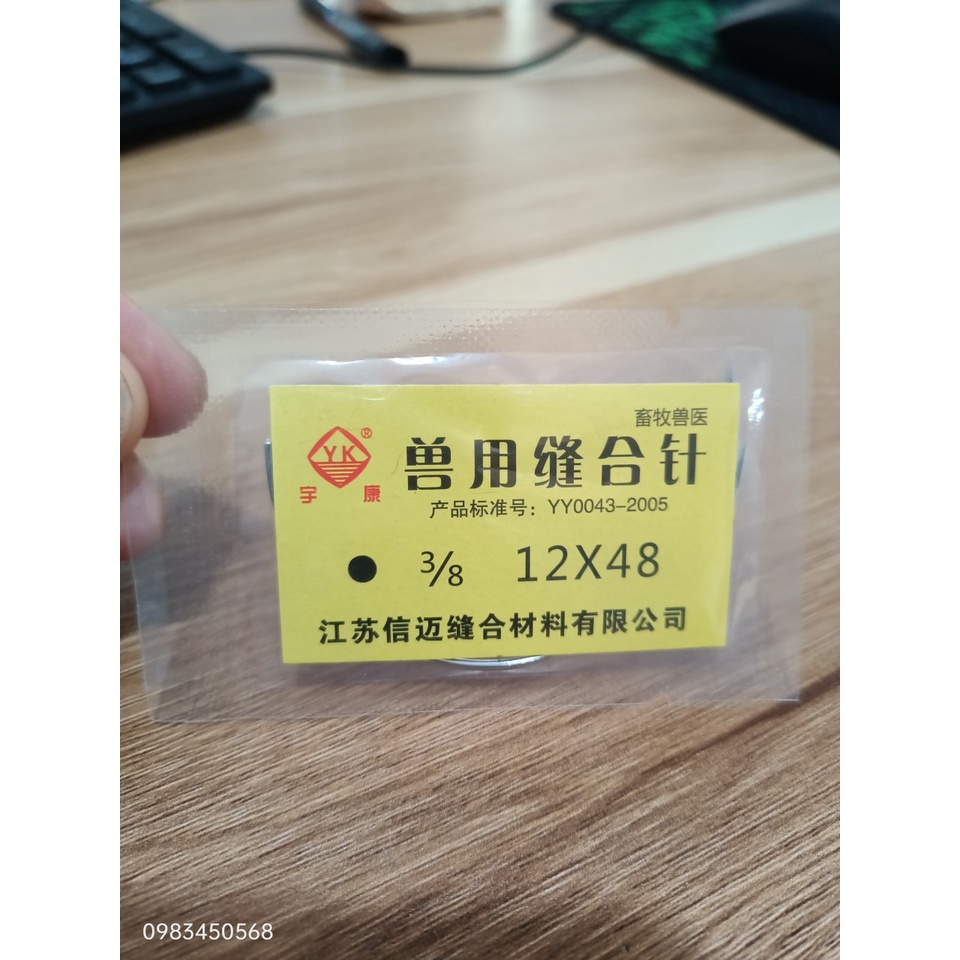 畜牧兽医
YK®
宇康
兽用缝合针
产品标准号：YY0043-2005
● 3/8 12X48
江苏信迈缝合材料有限公司
0983450568